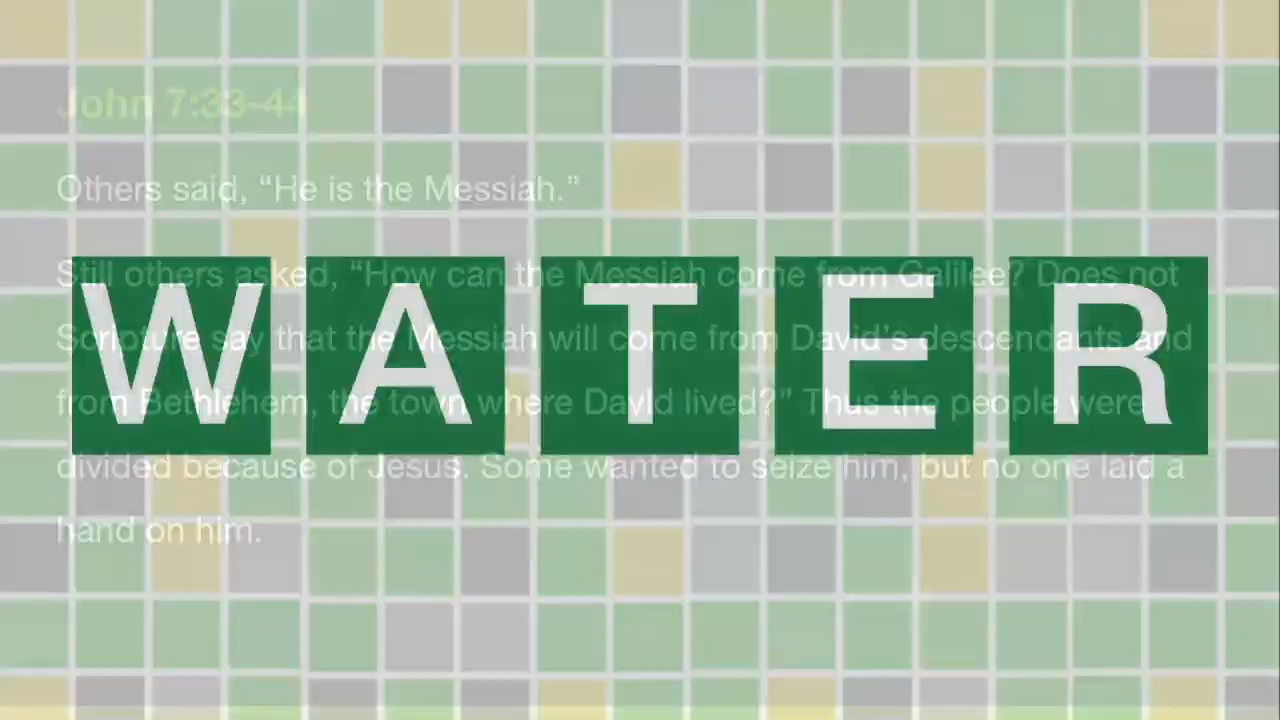 John 7:33-44
Others said, “He is the Messiah.”
Still others asked, “How can the Messiah come from Galilee? Does not
Scripture say that the Messiah will come from David’s descendants and
WATER
from Bethlehem, the town where David lived?” Thus the people were
divided because of Jesus. Some wanted to seize him, but no one laid a
hand on him.